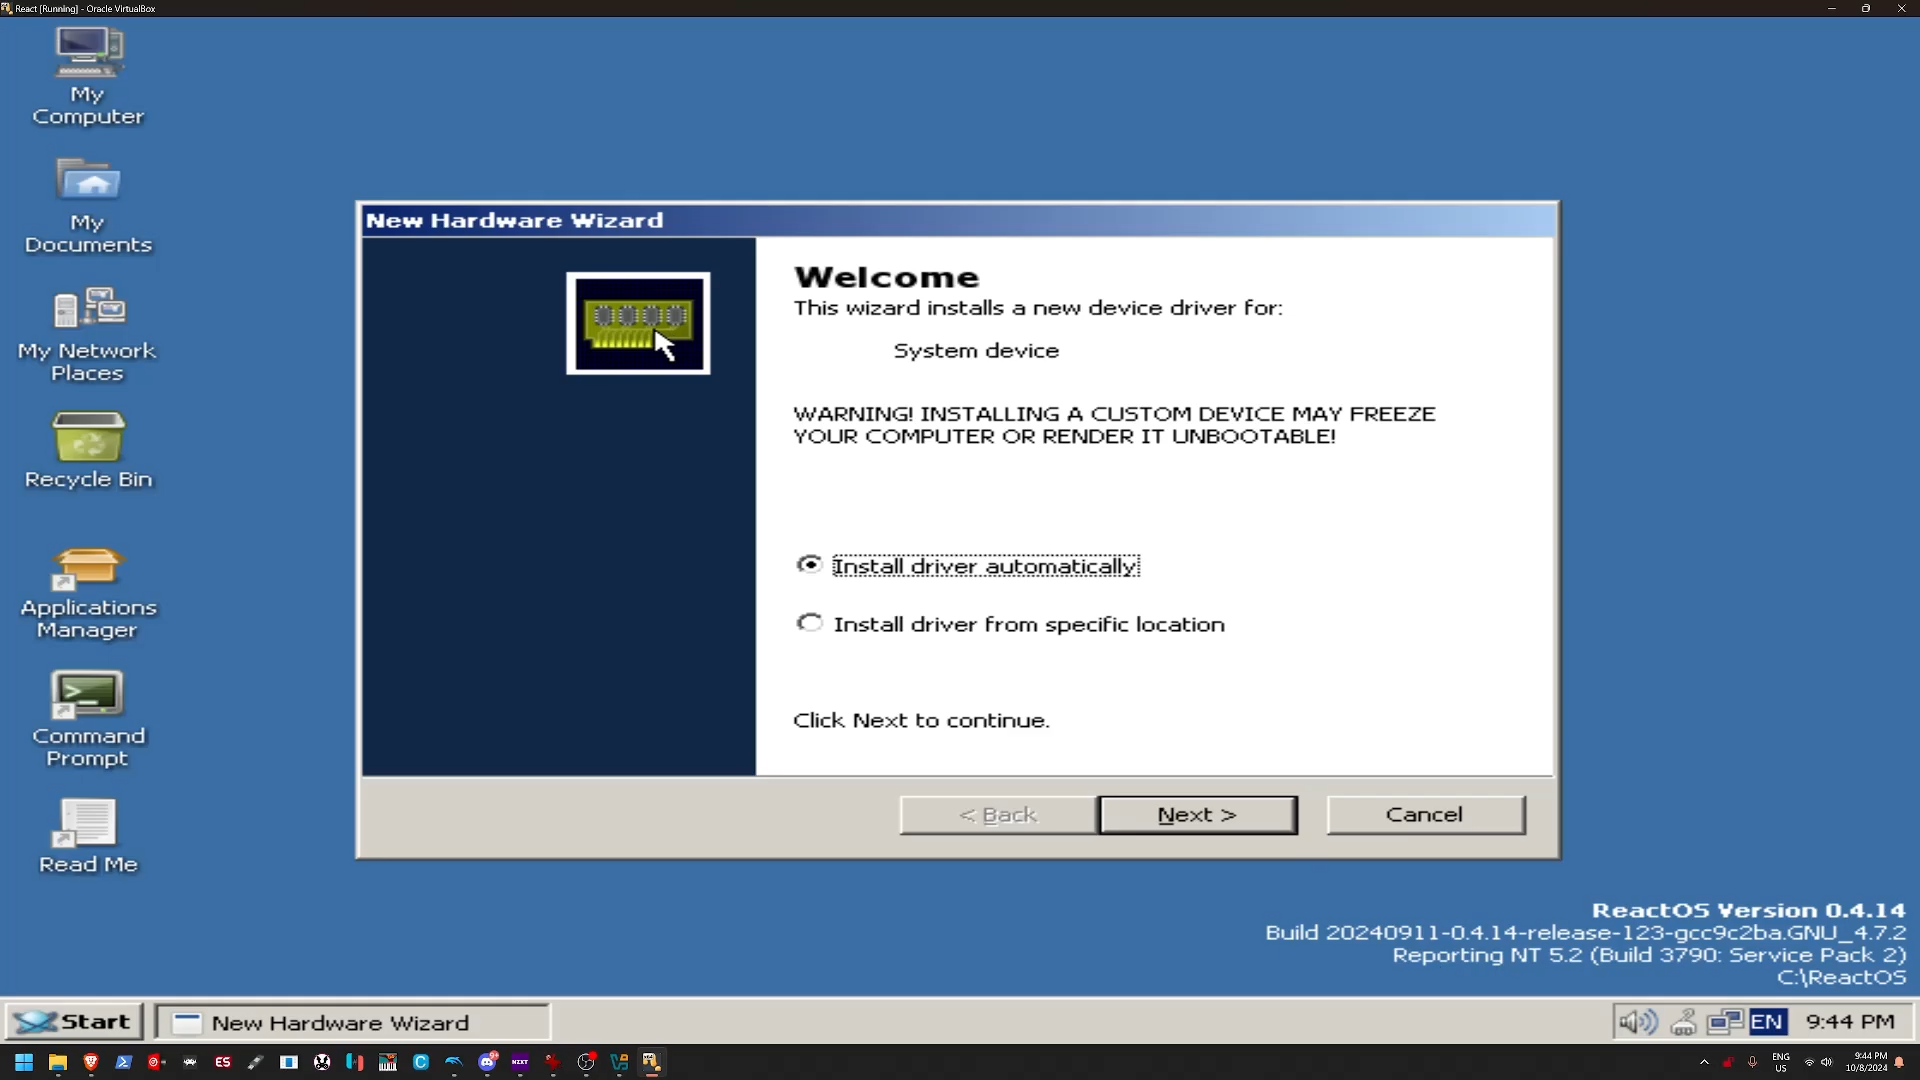 React [Running] - Oracle VirtualBox
My
Computer
My
Documents
My Network
Places
Recycle Bin
Applications
Manager
Command
Prompt
Read Me
New Hardware Wizard
Welcome
This wizard installs a new device driver for:
System device
WARNING! INSTALLING A CUSTOM DEVICE MAY FREEZE
YOUR COMPUTER OR RENDER IT UNBOOTABLE!
Install driver automatically
Install driver from specific location
Click Next to continue.
< Back
Next >
Cancel
ReactOS Version 0.4.14
Build 20240911-0.4.14-release-123-gcc9c2ba.GNU_4.7.2
Reporting NT 5.2 (Build 3790: Service Pack 2)
C:\ReactOS
Start
New Hardware Wizard
EN
9:44 PM
ES
NZXT
ENG
US
9:44 PM
10/8/2024